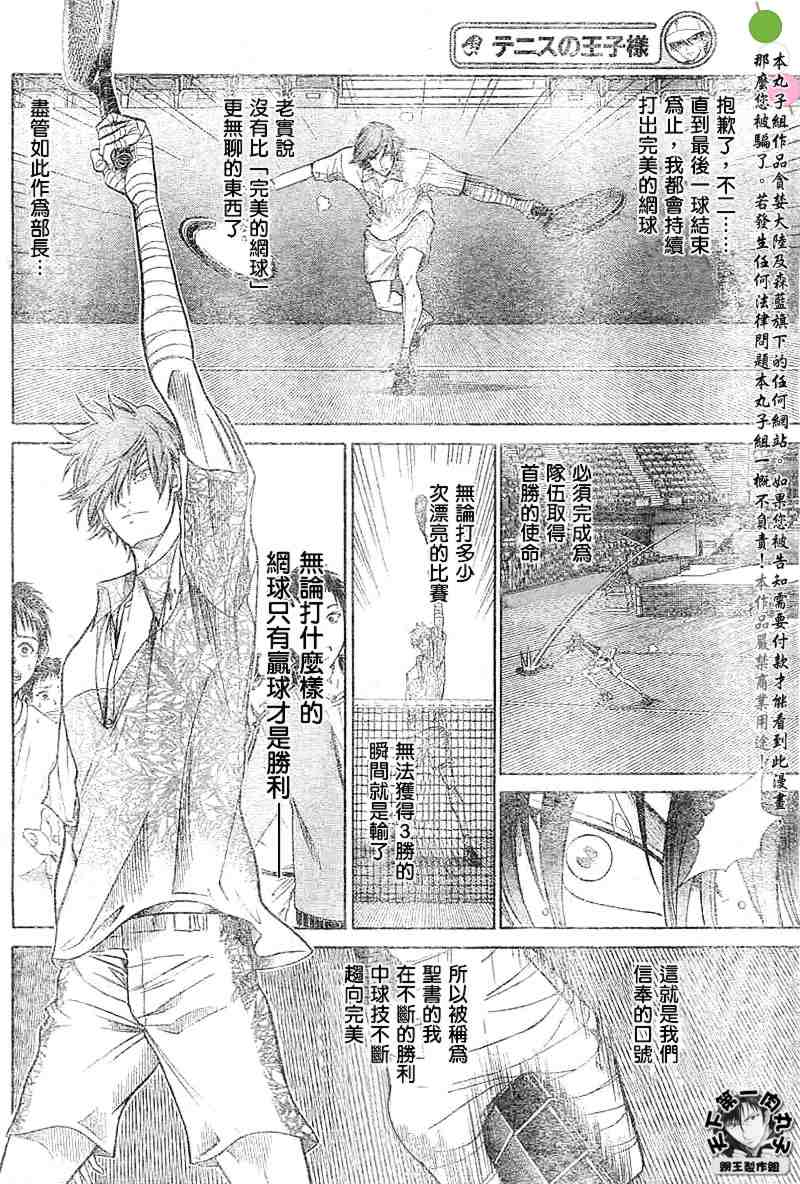 テニスの王子様
本丸子組作品貪婪大陸及森藍旗下的任何網站。如果您被告知需要付款才能看到此漫畫，
那麼您被騙了。若發生任何法律問題本丸子組一概不負責！本作品嚴禁商業用途！
抱歉了，不二……
直到最後一球結束
為止，我都會持續
打出完美的網球
老實說
沒有比「完美的網球」
更無聊的東西了
盡管如此作為部長…
必須完成為
隊伍取得
首勝的使命
無論打多少
次漂亮的比賽
無法獲得3勝的
瞬間就是輸了
無論打什麼樣的
網球只有贏球才是勝利——
這就是我們
信奉的口號
所以被稱為
聖書的我
在不斷的勝利
中球技不斷
趨向完美
天下第一肉丸子
網王製作組